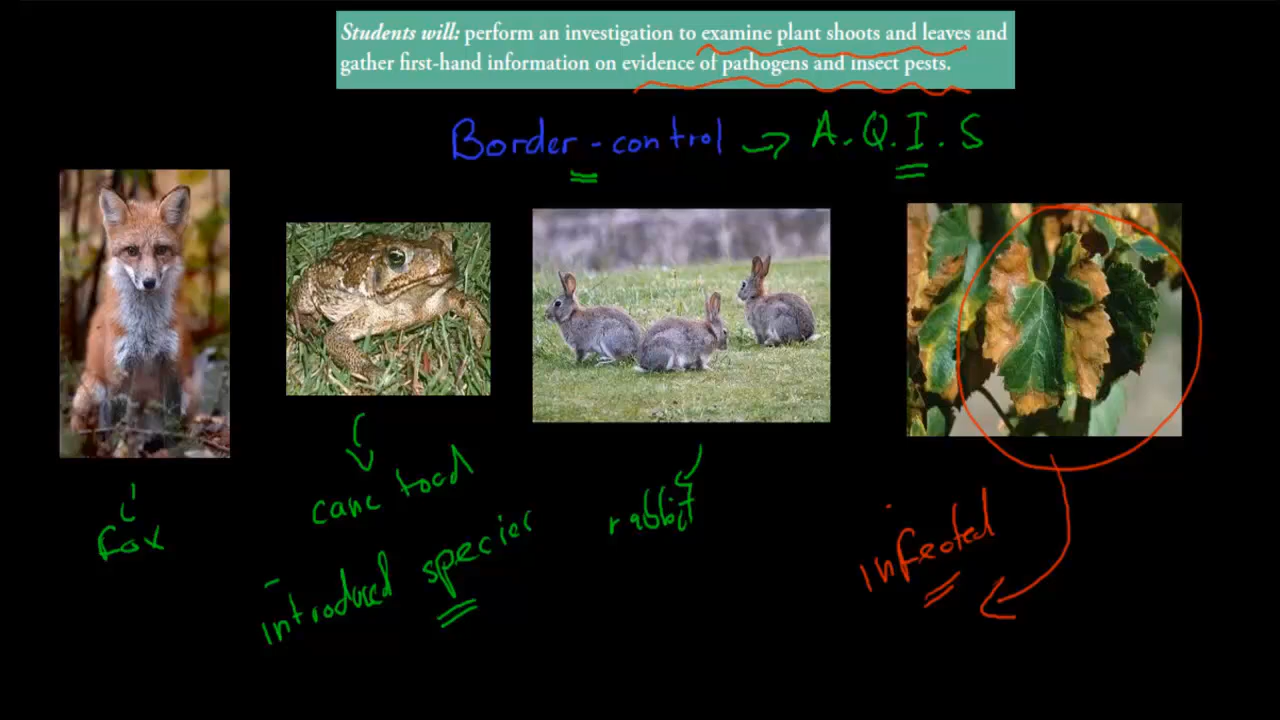 Students will: perform an investigation to examine plant shoots and leaves and
gather first-hand information on evidence of pathogens and insect pests.
Border-control → A.Q.I.S
fox
cane toad
rabbit
introduced species
infected